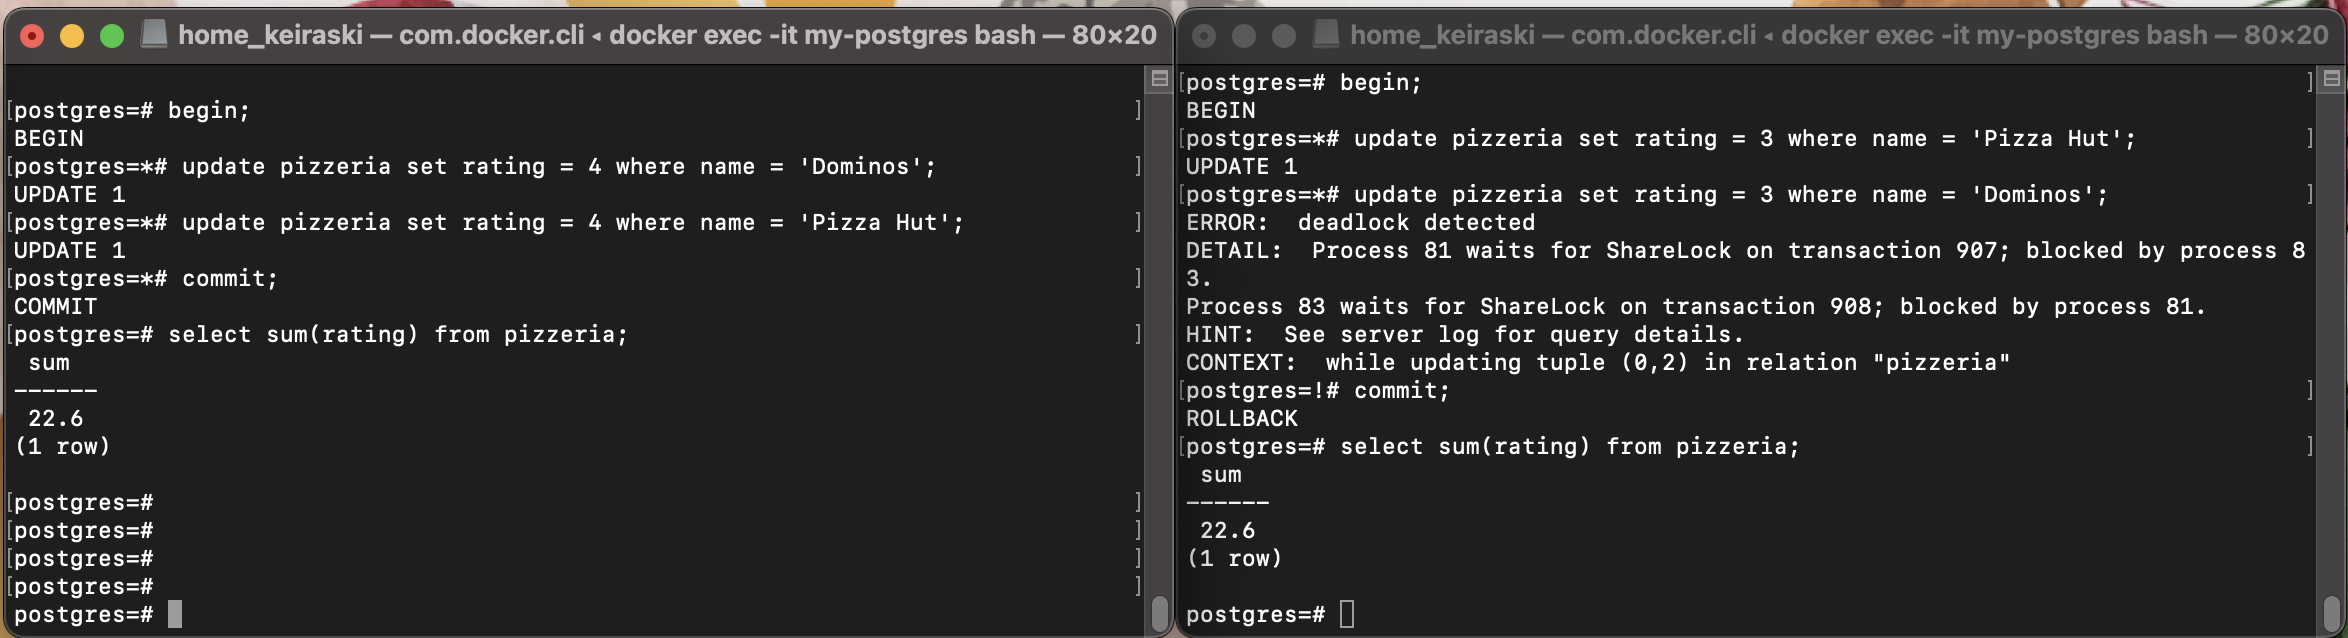 home_keiraski — com.docker.cli ◂ docker exec -it my-postgres bash — 80×20
[postgres=# begin; ]
BEGIN
[postgres=*# update pizzeria set rating = 4 where name = 'Dominos'; ]
UPDATE 1
[postgres=*# update pizzeria set rating = 4 where name = 'Pizza Hut'; ]
UPDATE 1
[postgres=*# commit; ]
COMMIT
[postgres=# select sum(rating) from pizzeria; ]
sum
------
22.6
(1 row)
[postgres=# ]
[postgres=# ]
[postgres=# ]
[postgres=# ]
postgres=#
home_keiraski — com.docker.cli ◂ docker exec -it my-postgres bash — 80×20
[postgres=# begin; ]
BEGIN
[postgres=*# update pizzeria set rating = 3 where name = 'Pizza Hut'; ]
UPDATE 1
[postgres=*# update pizzeria set rating = 3 where name = 'Dominos'; ]
ERROR:  deadlock detected
DETAIL:  Process 81 waits for ShareLock on transaction 907; blocked by process 8
3.
Process 83 waits for ShareLock on transaction 908; blocked by process 81.
HINT:  See server log for query details.
CONTEXT:  while updating tuple (0,2) in relation "pizzeria"
[postgres=!# commit; ]
ROLLBACK
[postgres=# select sum(rating) from pizzeria; ]
sum
------
22.6
(1 row)
postgres=#